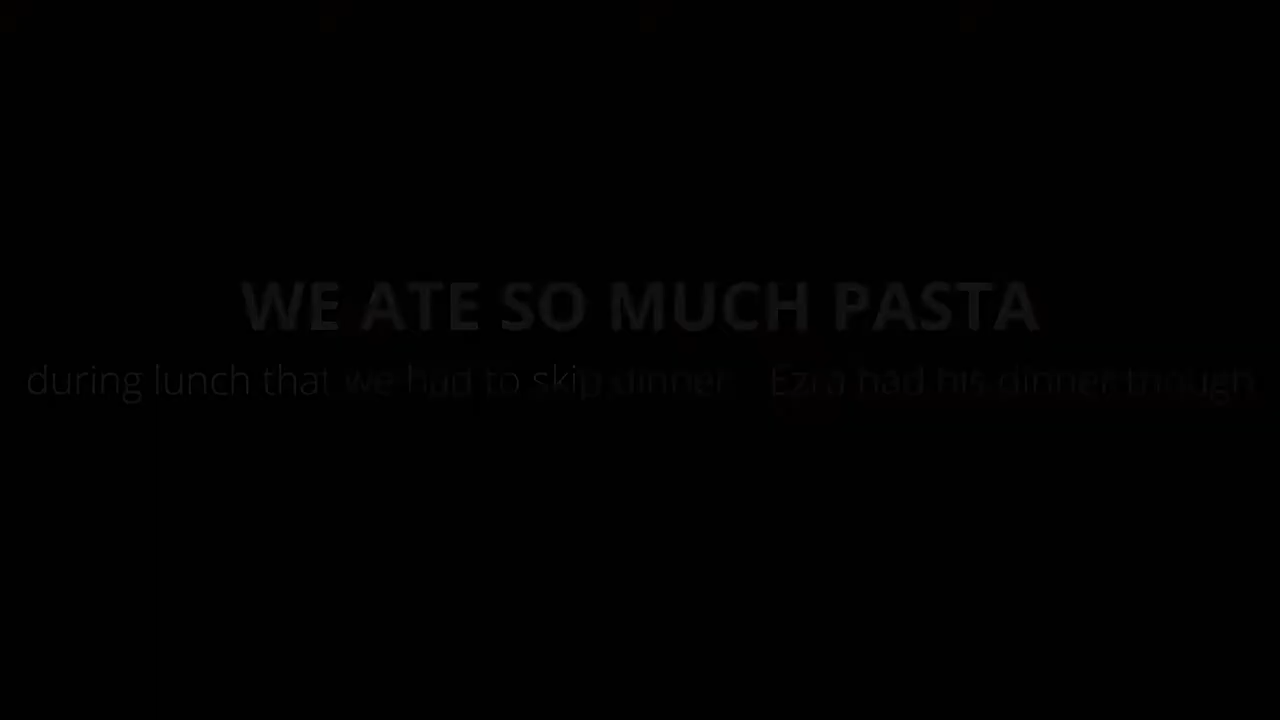 WE ATE SO MUCH PASTA
during lunch that we had to skip dinner. Ezra had his dinner though